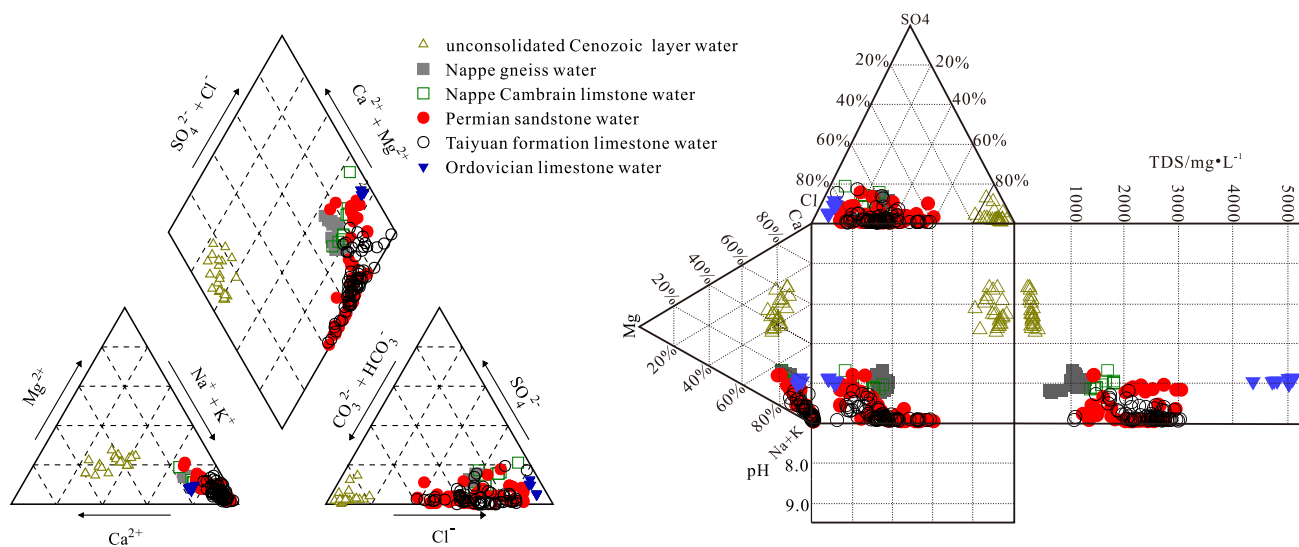 unconsolidated Cenozoic layer water
Nappe gneiss water
Nappe Cambrain limstone water
Permian sandstone water
Taiyuan formation limestone water
Ordovician limestone water
SO₄²⁻ + Cl⁻
Ca²⁺ + Mg²⁺
Mg²⁺
Na⁺ + K⁺
Ca²⁺
CO₃²⁻ + HCO₃⁻
SO₄²⁻
Cl⁻
SO4
20% 20%
40% 40%
60% 60%
80% 80%
Cl
Ca
80%
60%
40%
20%
Mg
20%
40%
60%
80%
Na+K
TDS/mg•L⁻¹
1000 2000 3000 4000 5000
pH
8.0
9.0